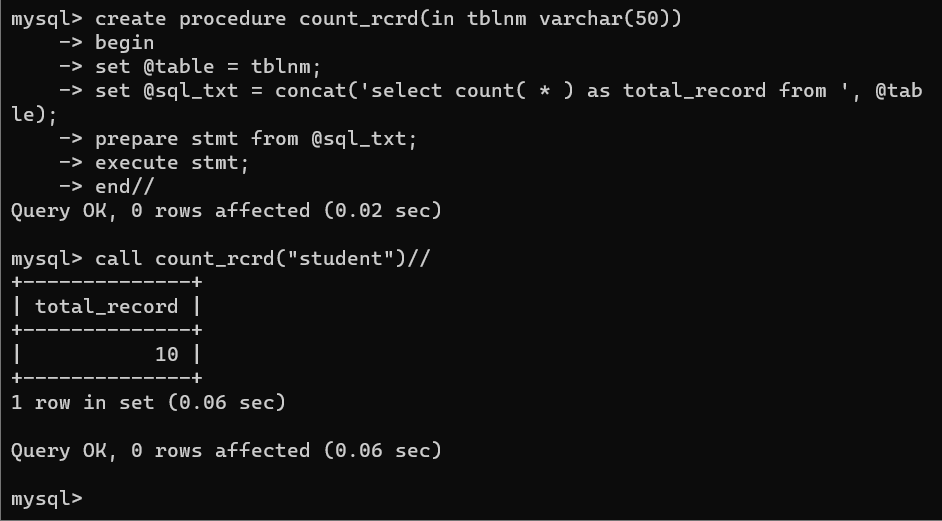 mysql> create procedure count_rcrd(in tblnm varchar(50))
    -> begin
    -> set @table = tblnm;
    -> set @sql_txt = concat('select count( * ) as total_record from ', @tab
le);
    -> prepare stmt from @sql_txt;
    -> execute stmt;
    -> end//
Query OK, 0 rows affected (0.02 sec)

mysql> call count_rcrd("student")//
+--------------+
| total_record |
+--------------+
|           10 |
+--------------+
1 row in set (0.06 sec)

Query OK, 0 rows affected (0.06 sec)

mysql>